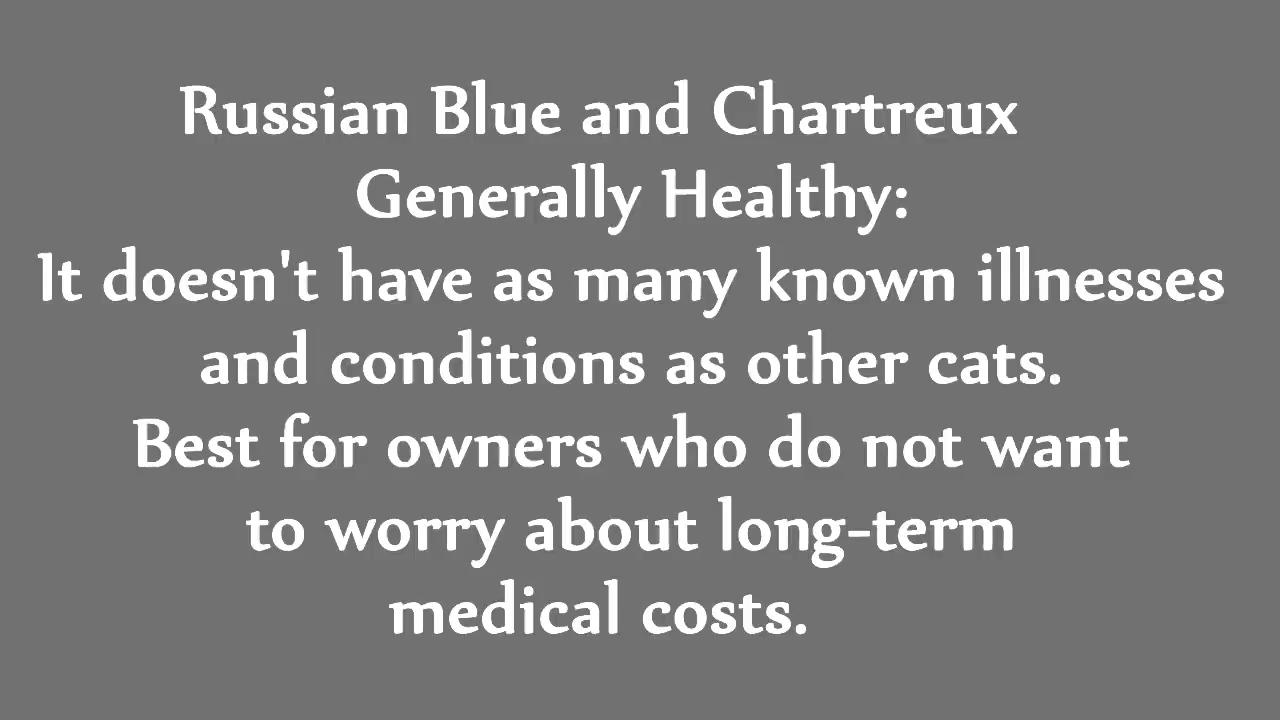 Russian Blue and Chartreux
Generally Healthy:
It doesn't have as many known illnesses
and conditions as other cats.
Best for owners who do not want
to worry about long-term
medical costs.